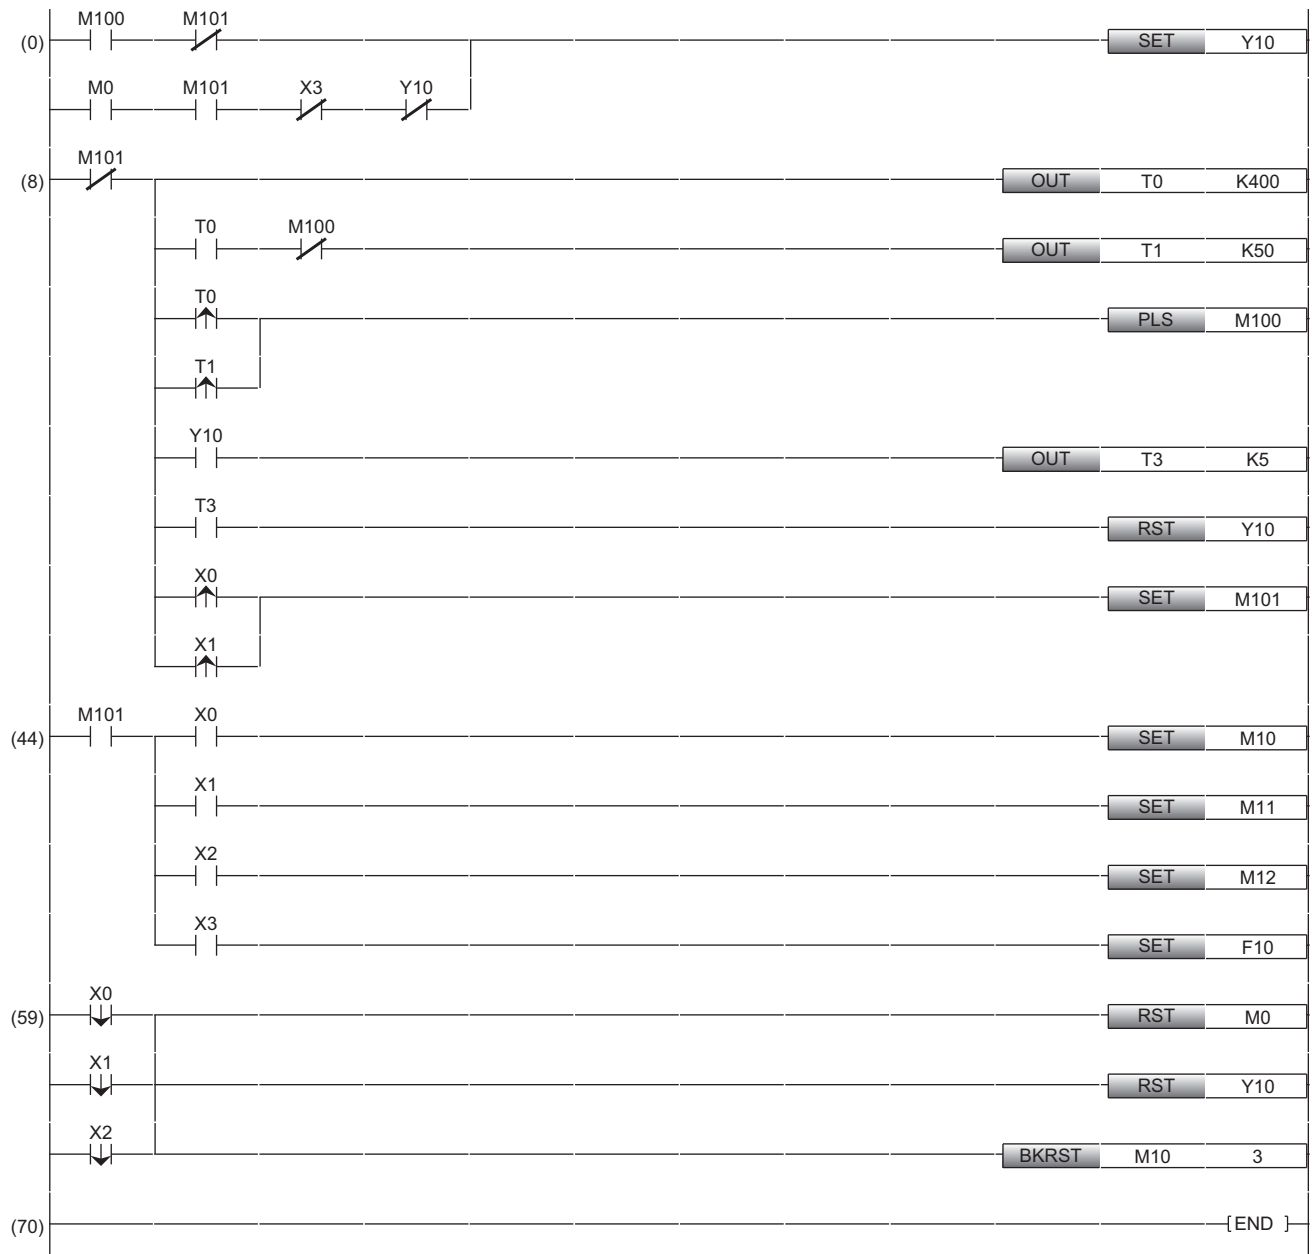 M100 M101
(0) SET Y10
M0 M101 X3 Y10
M101
(8) OUT T0 K400
T0 M100
OUT T1 K50
T0
PLS M100
T1
Y10
OUT T3 K5
T3
RST Y10
X0
SET M101
X1
M101 X0
(44) SET M10
X1
SET M11
X2
SET M12
X3
SET F10
X0
(59) RST M0
X1
RST Y10
X2
BKRST M10 3
(70) [END ]